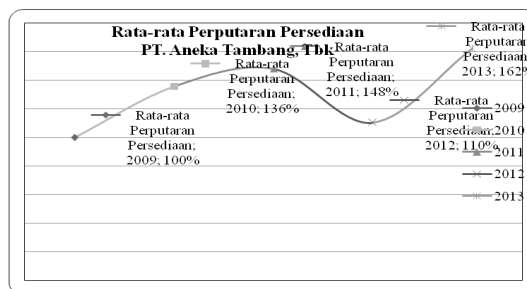 Rata-rata Perputaran Persediaan
PT. Aneka Tambang, Tbk
Rata-rata
Perputaran
Persediaan;
2009; 100%
Rata-rata
Perputaran
Persediaan;
2010; 136%
Rata-rata
Perputaran
Persediaan;
2011; 148%
Rata-rata
Perputaran
Persediaan;
2012; 110%
Rata-rata
Perputaran
Persediaan
2013; 162%
2009
2010
2011
2012
2013